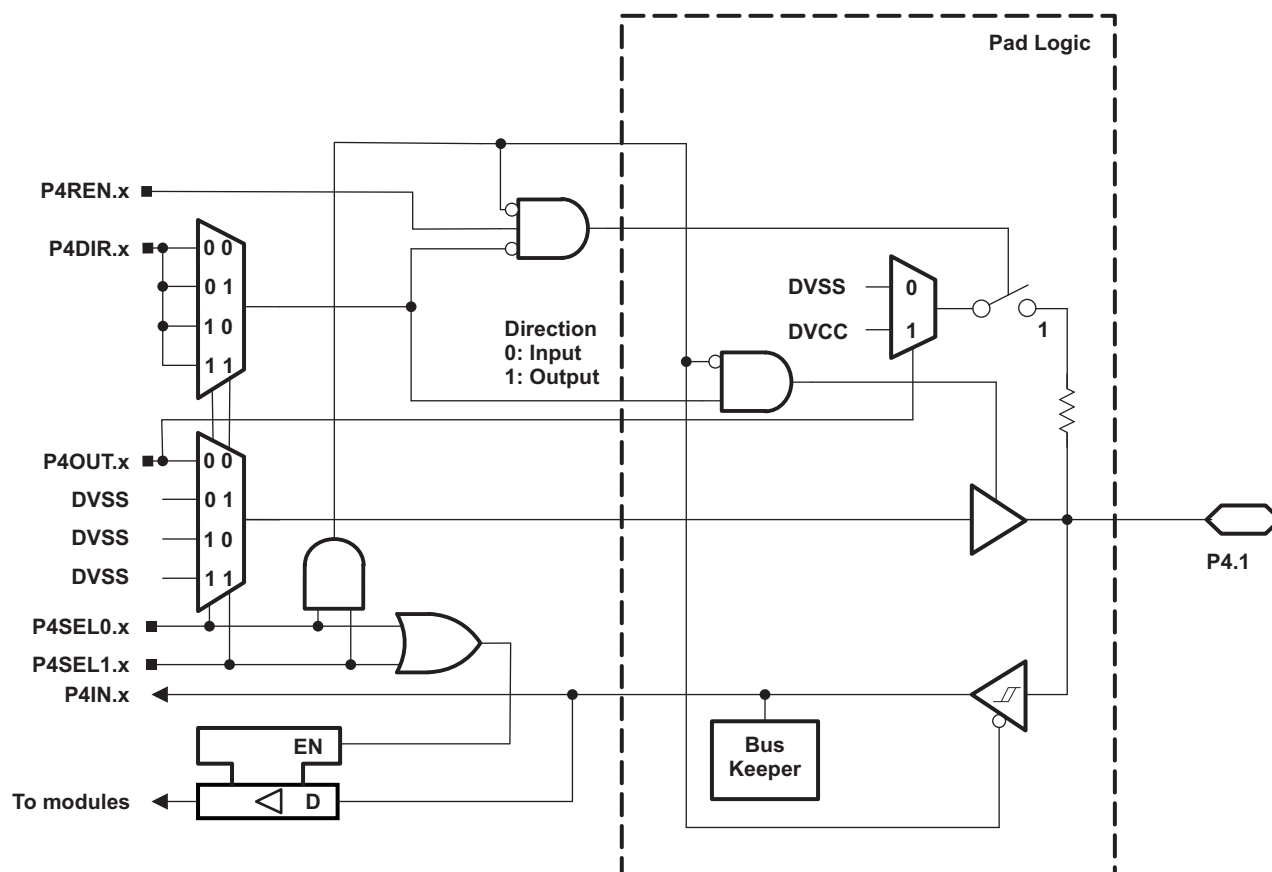 Pad Logic
P4REN.x
P4DIR.x
0 0
0 1
1 0
1 1
Direction
0: Input
1: Output
DVSS
0
DVCC
1
1
P4OUT.x
0 0
DVSS
0 1
DVSS
1 0
DVSS
1 1
P4.1
P4SEL0.x
P4SEL1.x
P4IN.x
Bus
Keeper
EN
To modules
D